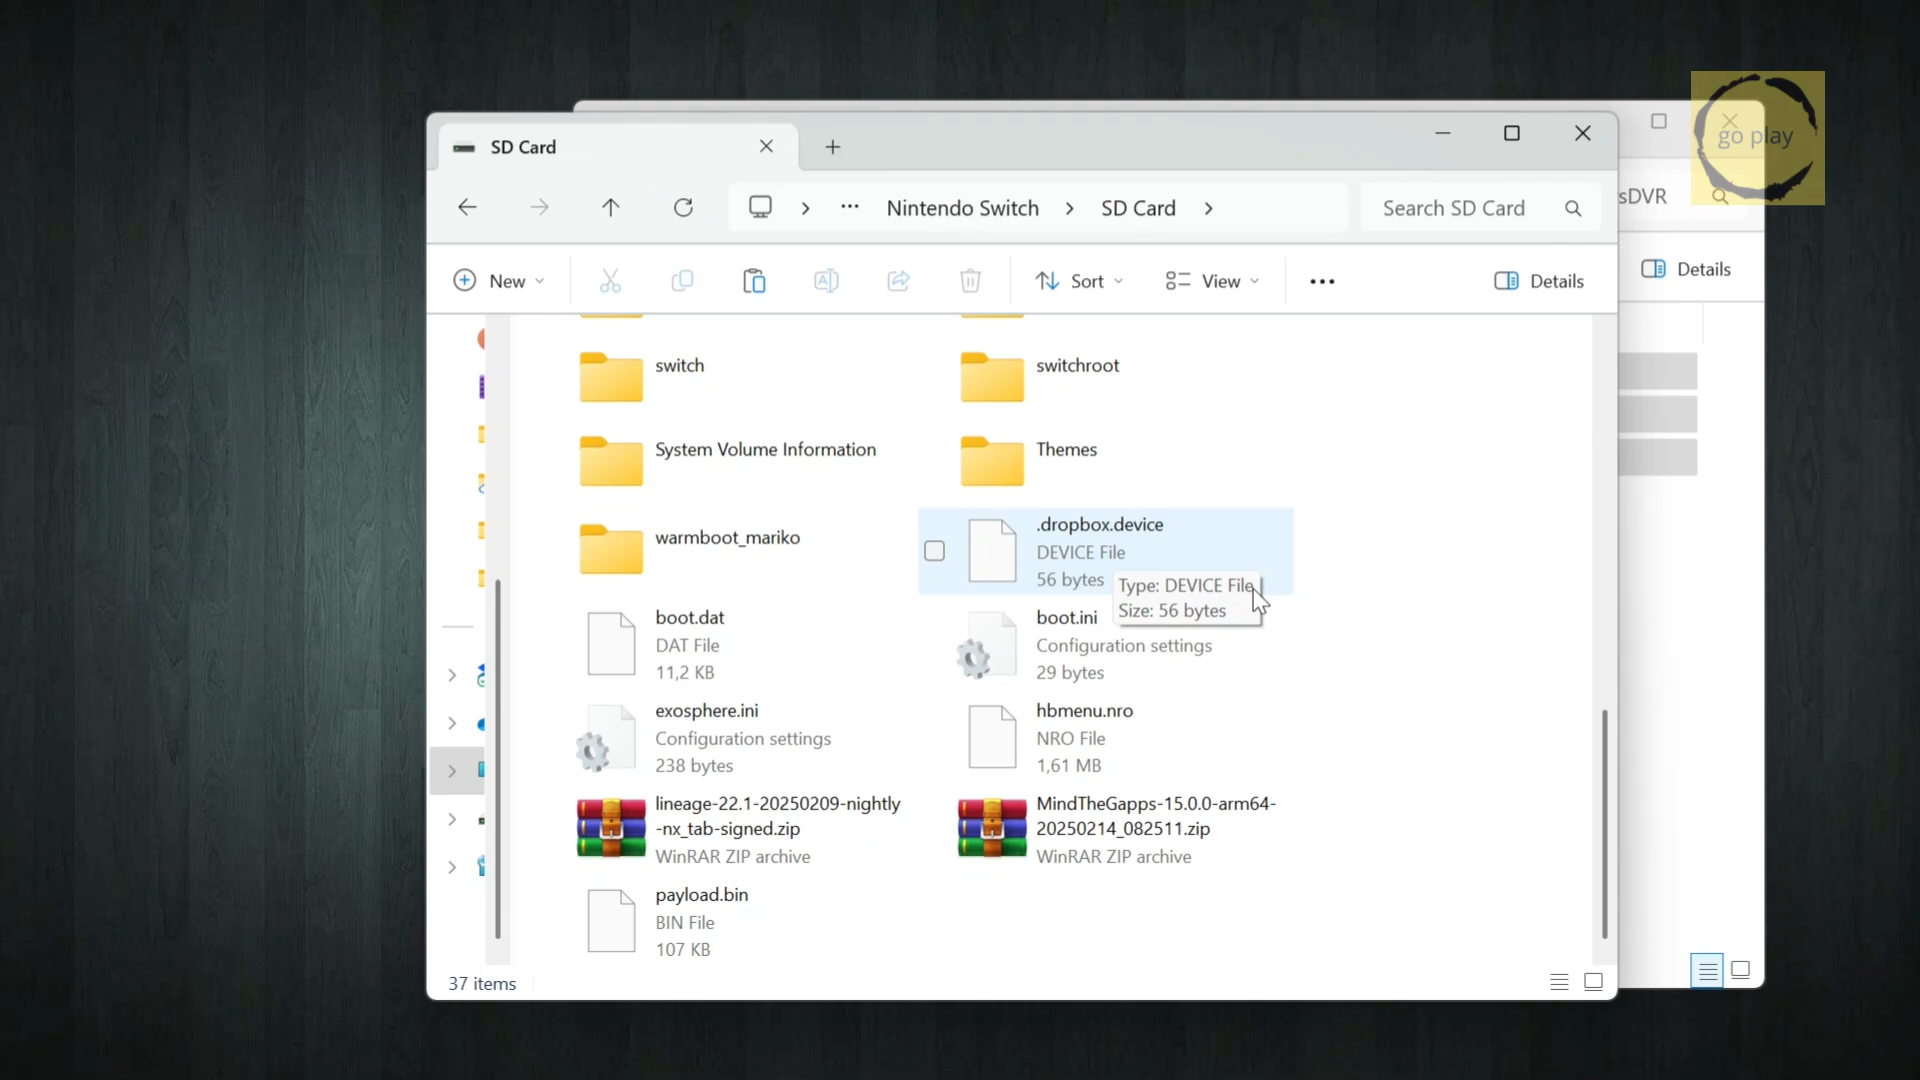 SD Card
go play
Nintendo Switch
SD Card
Search SD Card
sDVR
New
Sort
View
Details
Details
switch
switchroot
System Volume Information
Themes
warmboot_mariko
.dropbox.device
DEVICE File
56 bytes
Type: DEVICE File
Size: 56 bytes
boot.dat
DAT File
11,2 KB
boot.ini
Configuration settings
29 bytes
exosphere.ini
Configuration settings
238 bytes
hbmenu.nro
NRO File
1,61 MB
lineage-22.1-20250209-nightly
-nx_tab-signed.zip
WinRAR ZIP archive
MindTheGapps-15.0.0-arm64-
20250214_082511.zip
WinRAR ZIP archive
payload.bin
BIN File
107 KB
37 items